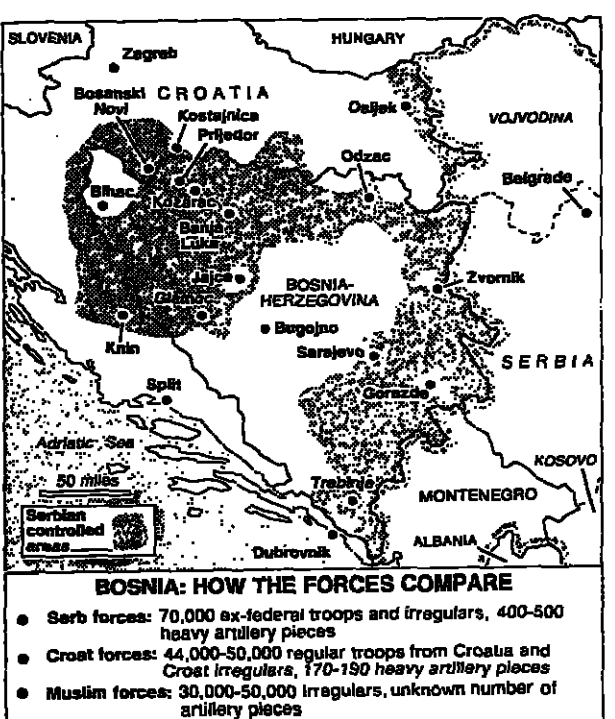 SLOVENIA
HUNGARY
Zagreb
CROATIA
Bosanski
Novi
Kostajnica
Prijedor
Osijek
VOJVODINA
Odzac
Belgrade
Bihac
Kozarac
Banja
Luka
Jajce
BOSNIA-
HERZEGOVINA
Zvornik
Glamoc
Bugojno
Knin
Sarajevo
SERBIA
Split
Gorazde
Adriatic Sea
KOSOVO
50 miles
Trebinje
MONTENEGRO
Serbian
controlled
areas
ALBANIA
Dubrovnik
BOSNIA: HOW THE FORCES COMPARE
● Serb forces: 70,000 ex-federal troops and irregulars, 400-500
heavy artillery pieces
● Croat forces: 44,000-50,000 regular troops from Croatia and
Croat irregulars, 170-190 heavy artillery pieces
● Muslim forces: 30,000-50,000 irregulars, unknown number of
artillery pieces